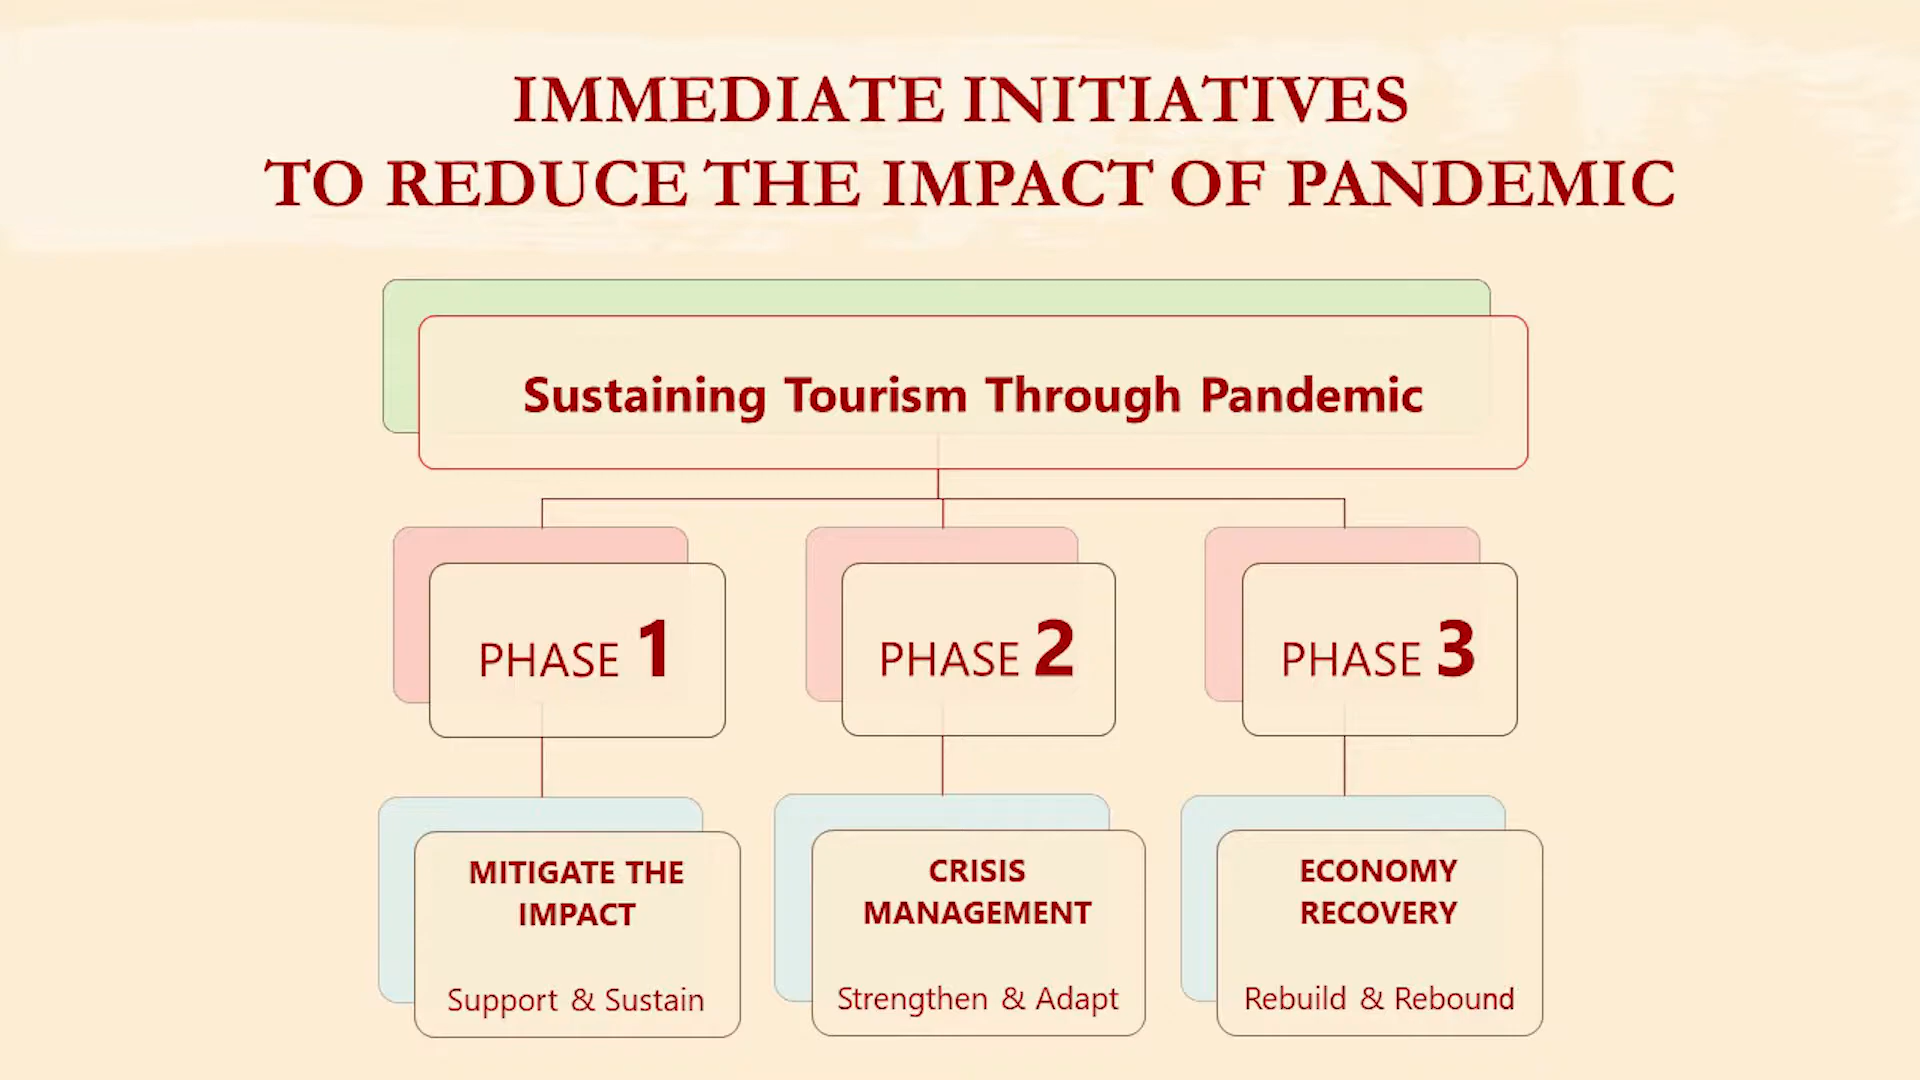 IMMEDIATE INITIATIVES
TO REDUCE THE IMPACT OF PANDEMIC
Sustaining Tourism Through Pandemic
PHASE 1
PHASE 2
PHASE 3
MITIGATE THE
IMPACT
Support & Sustain
CRISIS
MANAGEMENT
Strengthen & Adapt
ECONOMY
RECOVERY
Rebuild & Rebound